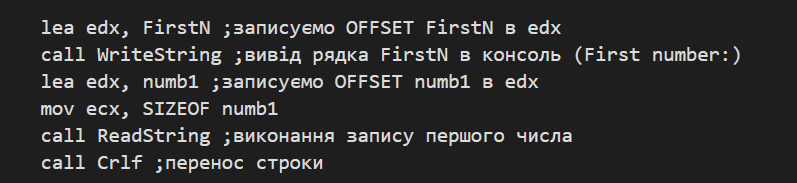 lea edx, FirstN ;записуємо OFFSET FirstN в edx
call WriteString ;вивід рядка FirstN в консоль (First number:)
lea edx, numb1 ;записуємо OFFSET numb1 в edx
mov ecx, SIZEOF numb1
call ReadString ;виконання запису першого числа
call Crlf ;перенос строки